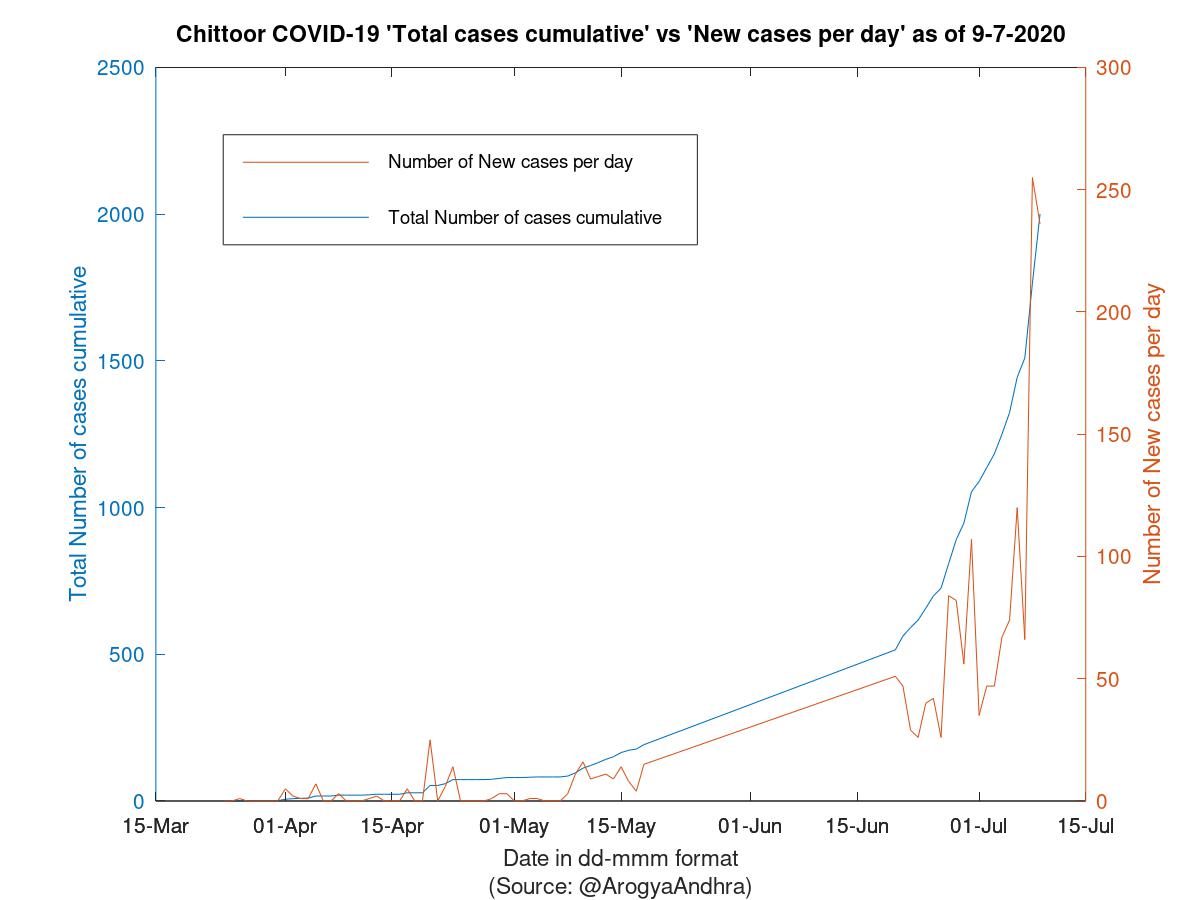 Chittoor COVID-19 'Total cases cumulative' vs 'New cases per day' as of 9-7-2020
2500
2000
1500
1000
500
0
Total Number of cases cumulative
Number of New cases per day
Total Number of cases cumulative
300
250
200
150
100
50
0
Number of New cases per day
15-Mar 01-Apr 15-Apr 01-May 15-May 01-Jun 15-Jun 01-Jul 15-Jul
Date in dd-mmm format
(Source: @ArogyaAndhra)